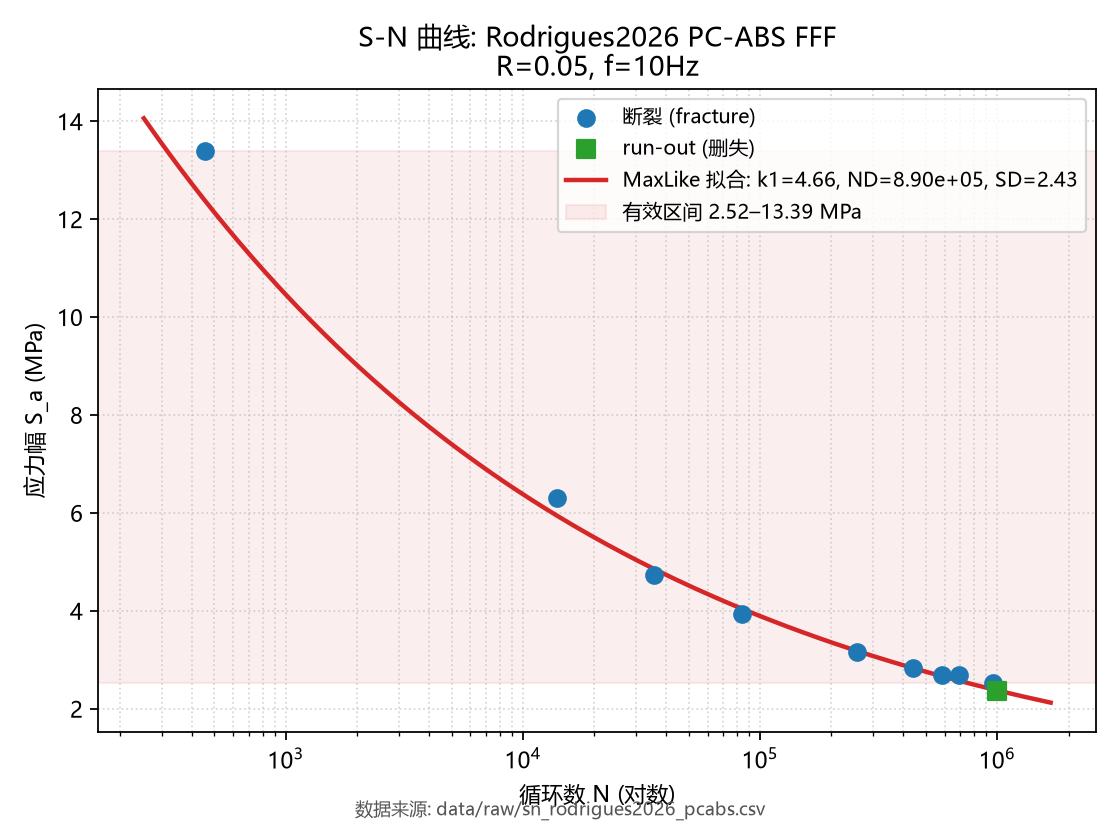 S-N 曲线: Rodrigues2026 PC-ABS FFF
R=0.05, f=10Hz
断裂 (fracture)
run-out (删失)
MaxLike 拟合: k1=4.66, ND=8.90e+05, SD=2.43
有效区间 2.52–13.39 MPa
应力幅 S_a (MPa)
14
12
10
8
6
4
2
10³
10⁴
10⁵
10⁶
循环数 N (对数)
数据来源: data/raw/sn_rodrigues2026_pcabs.csv